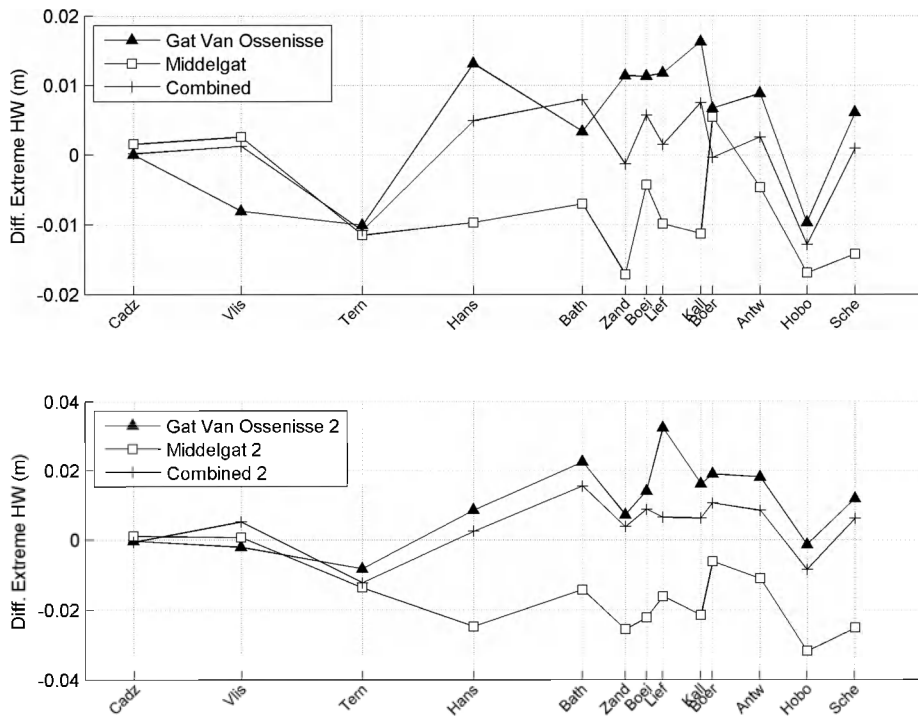 Diff. Extreme HW (m)
0.02
0.01
0
-0.01
-0.02
Gat Van Ossenisse
Middelgat
Combined
Cadz
Vlis
Tern
Hans
Bath
Zand
Boei
Lief
Kall
Boer
Antw
Hobo
Sche
Diff. Extreme HW (m)
0.04
0.02
0
-0.02
-0.04
Gat Van Ossenisse 2
Middelgat 2
Combined 2
Cadz
Vlis
Tern
Hans
Bath
Zand
Boei
Lief
Kall
Boer
Antw
Hobo
Sche